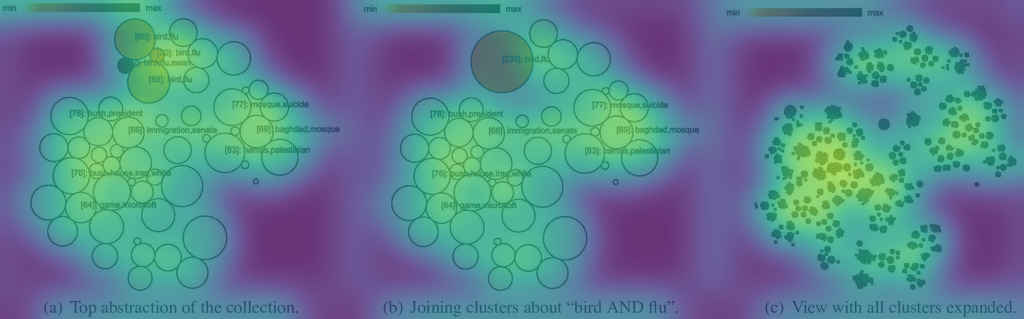 min max
[65]: bird,flu
[30]: bird,flu
bird,flu,swan
[88]: bird,flu
[77]: mosque,suicide
[78]: bush,president
[66]: immigration,senate
[69]: baghdad,mosque
[83]: hamas,palestinian
[76]: bush,house,iraq,white
[64]: game,microsoft
(a) Top abstraction of the collection.
min max
[235]: bird,flu
[77]: mosque,suicide
[78]: bush,president
[66]: immigration,senate
[69]: baghdad,mosque
[83]: hamas,palestinian
[76]: bush,house,iraq,white
[64]: game,microsoft
(b) Joining clusters about “bird AND flu”.
min max
(c) View with all clusters expanded.